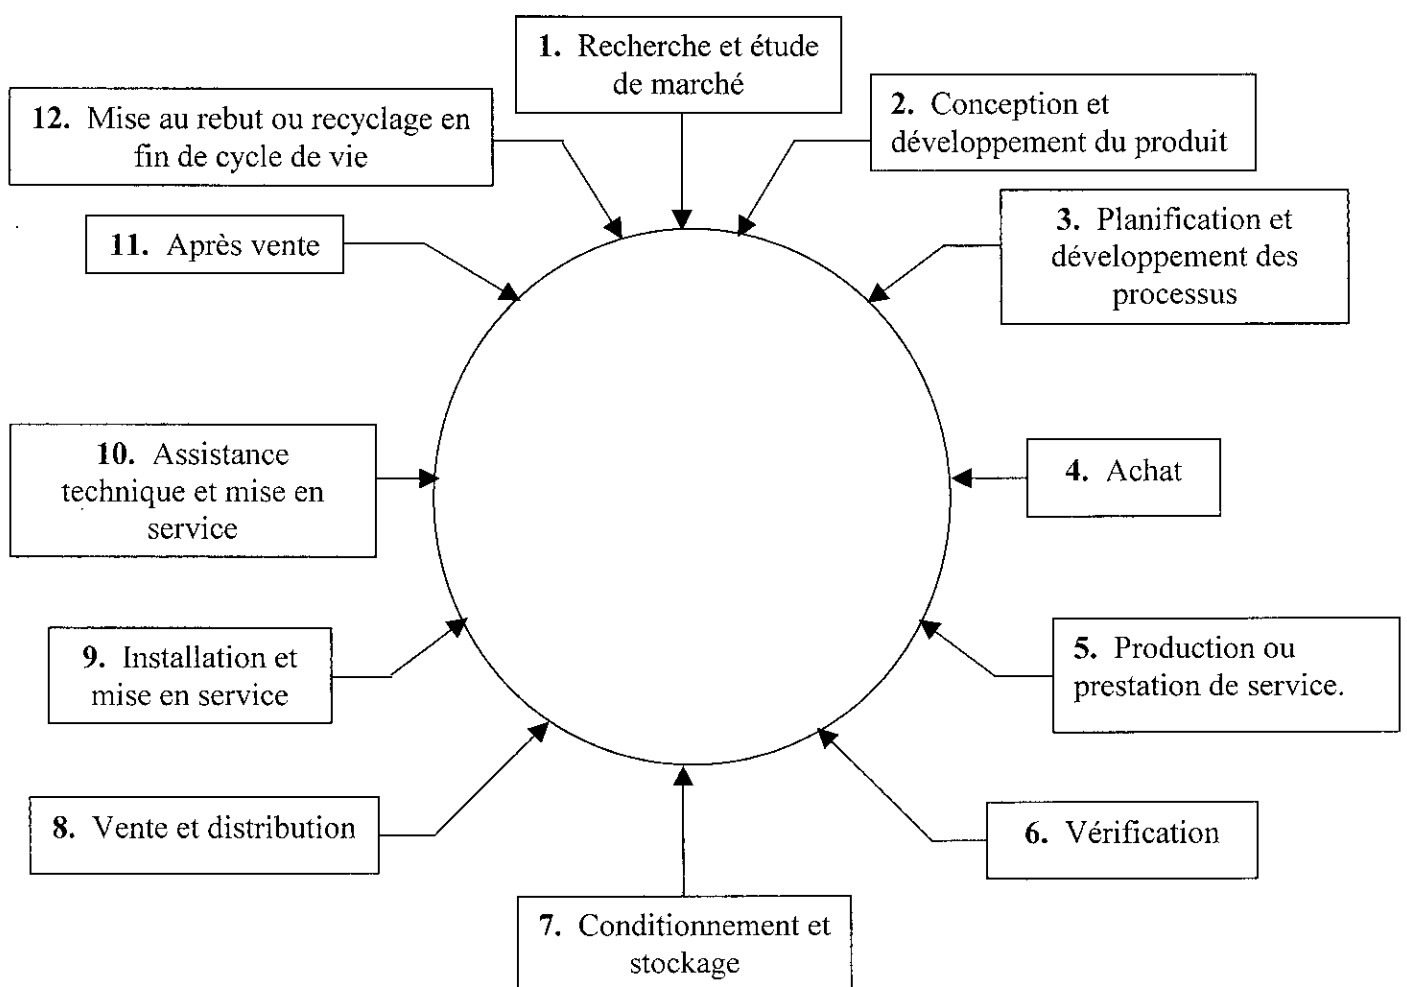 1. Recherche et étude
de marché
2. Conception et
développement du produit
3. Planification et
développement des
processus
4. Achat
5. Production ou
prestation de service.
6. Vérification
7. Conditionnement et
stockage
8. Vente et distribution
9. Installation et
mise en service
10. Assistance
technique et mise en
service
11. Après vente
12. Mise au rebut ou recyclage en
fin de cycle de vie